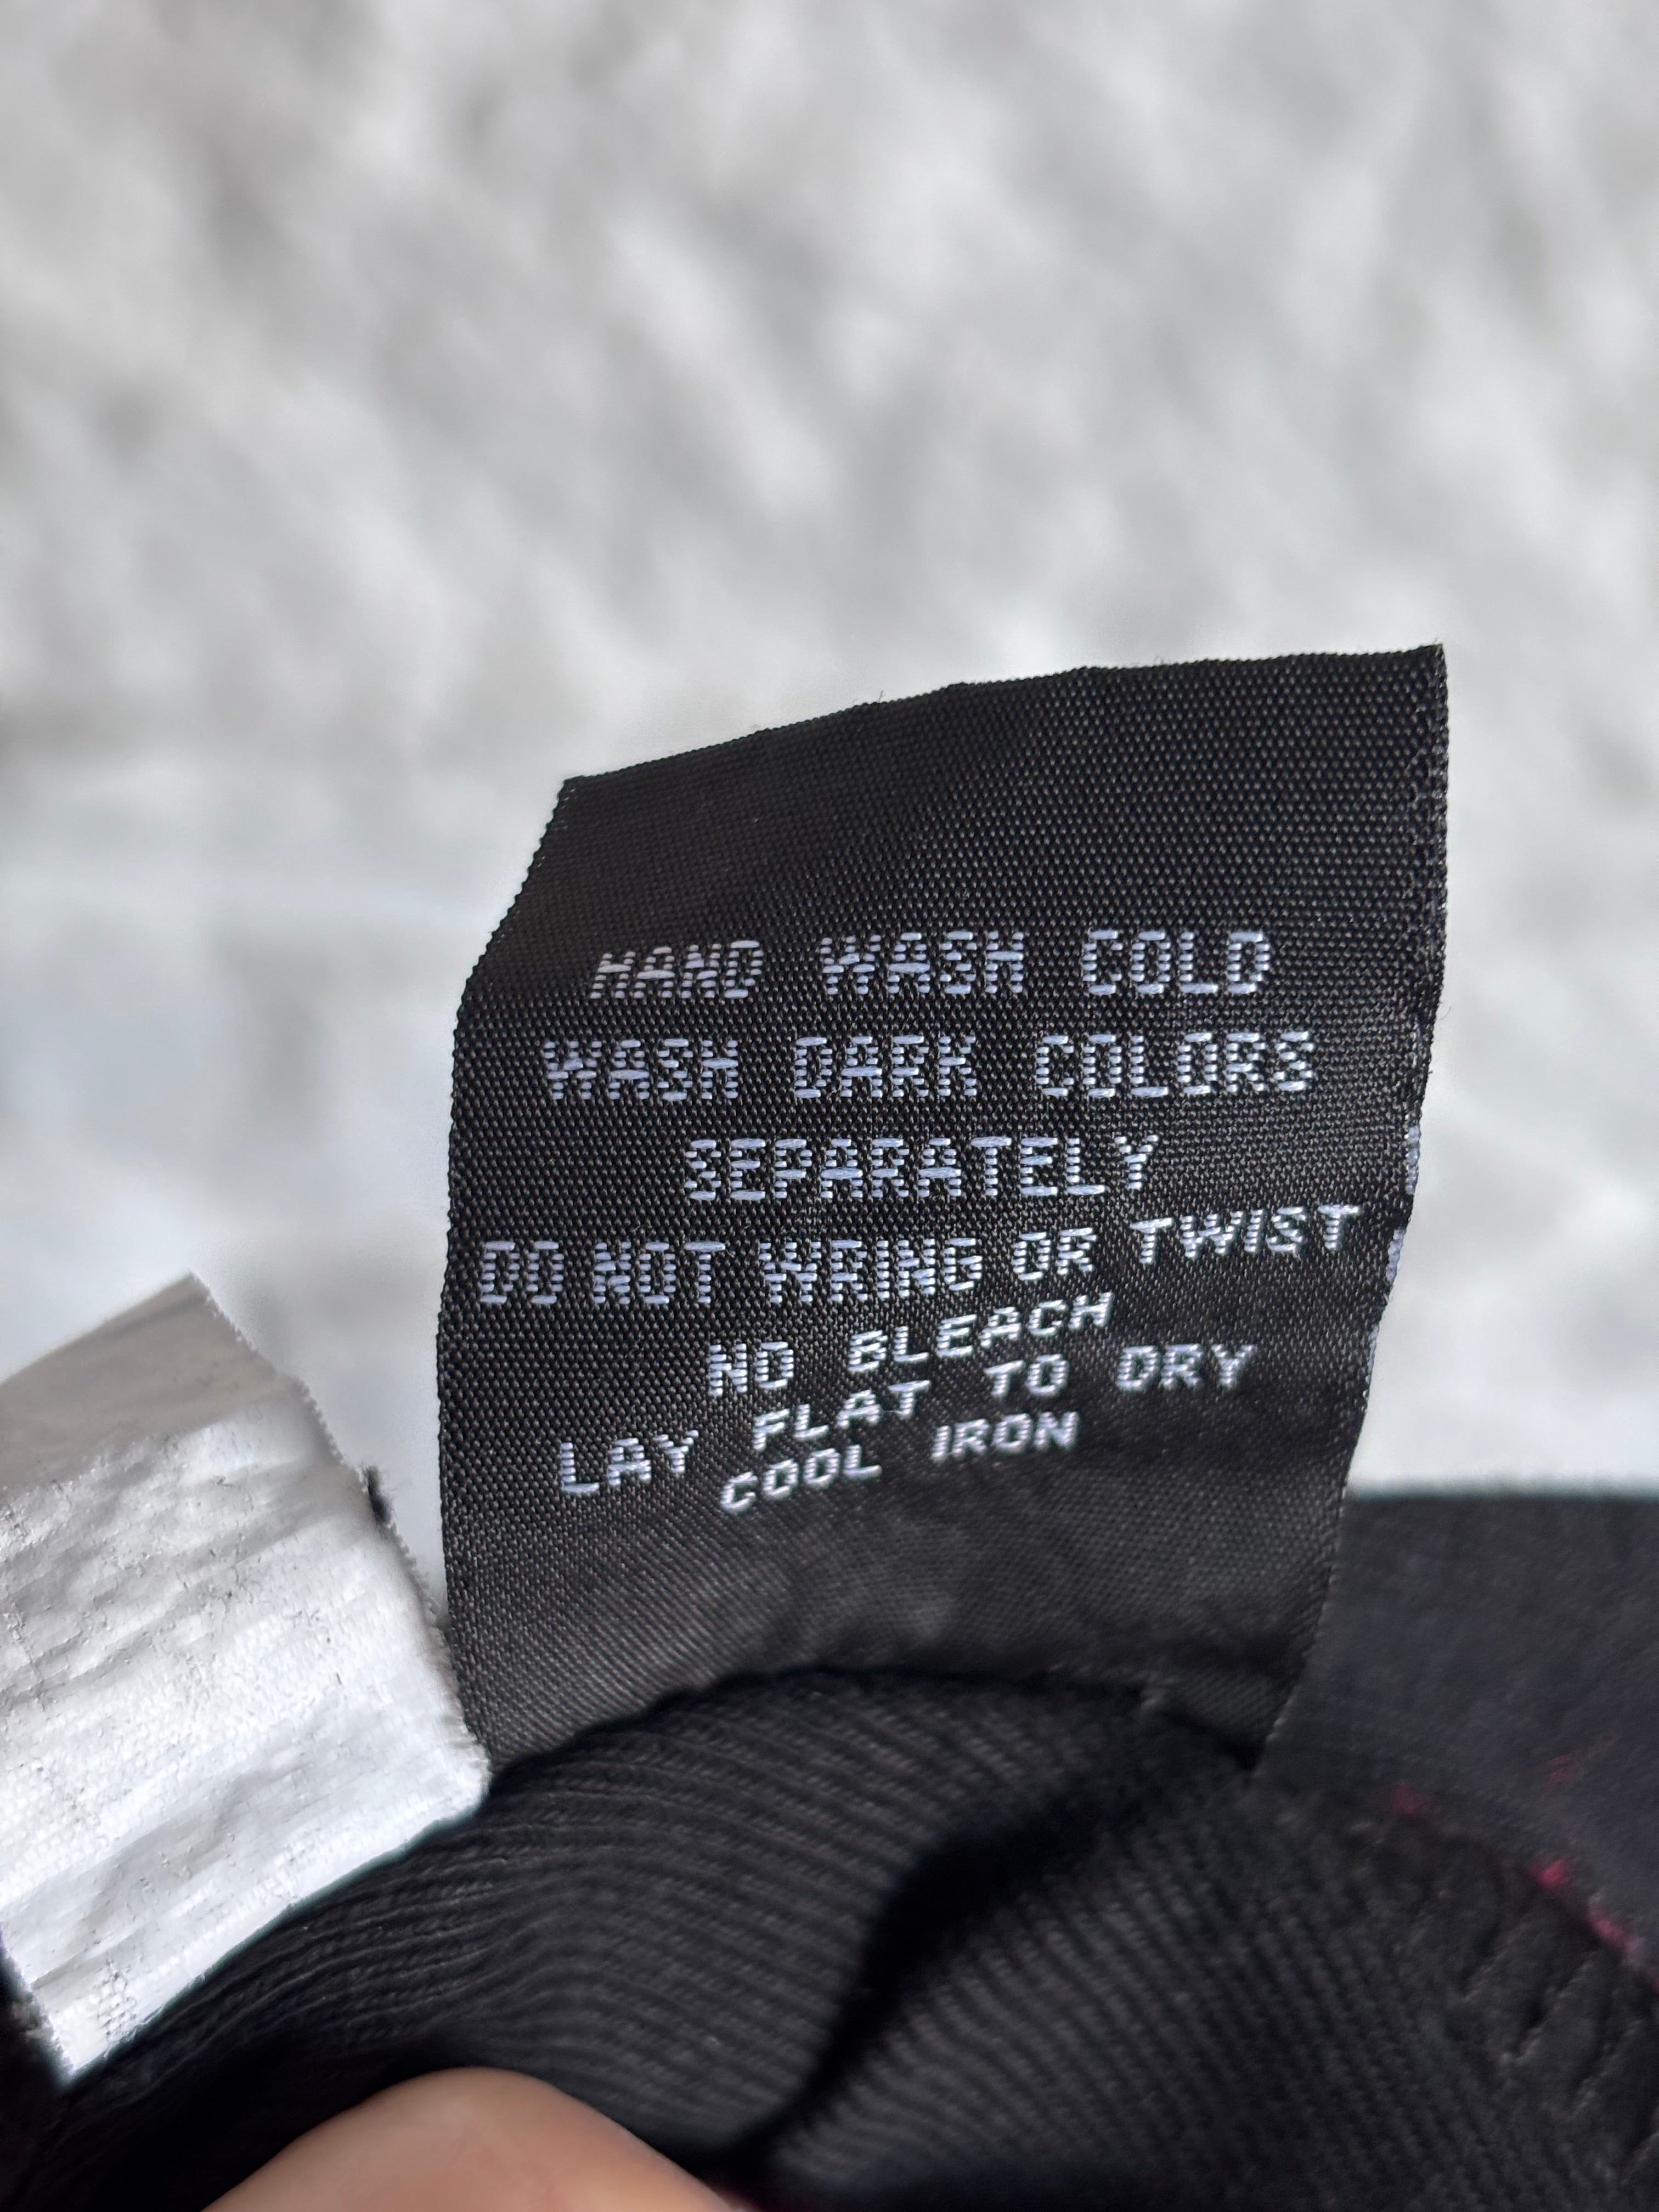 HAND WASH COLD
WASH DARK COLORS
SEPARATELY
DO NOT WRING OR TWIST
NO BLEACH
LAY FLAT TO DRY
COOL IRON